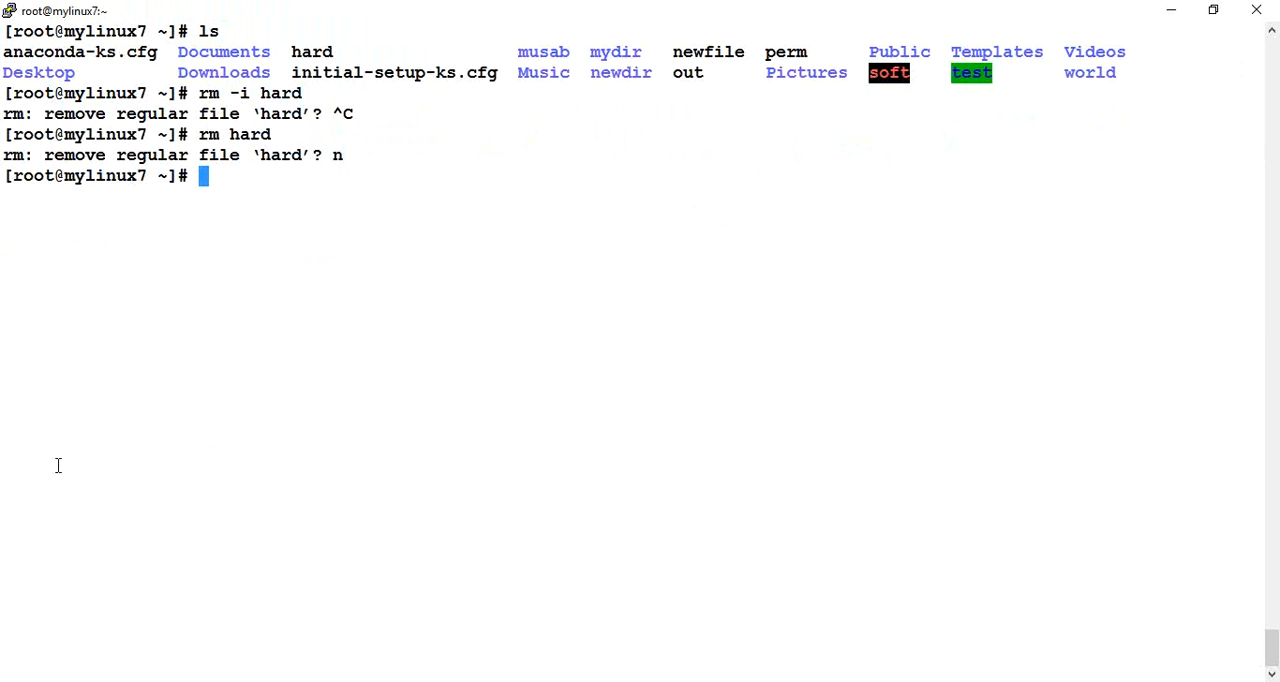 root@mylinux7:~
[root@mylinux7 ~]# ls
anaconda-ks.cfg  Documents  hard                  musab  mydir   newfile  perm      Public  Templates  Videos
Desktop          Downloads  initial-setup-ks.cfg  Music  newdir  out      Pictures  soft    test       world
[root@mylinux7 ~]# rm -i hard
rm: remove regular file ‘hard’? ^C
[root@mylinux7 ~]# rm hard
rm: remove regular file ‘hard’? n
[root@mylinux7 ~]#